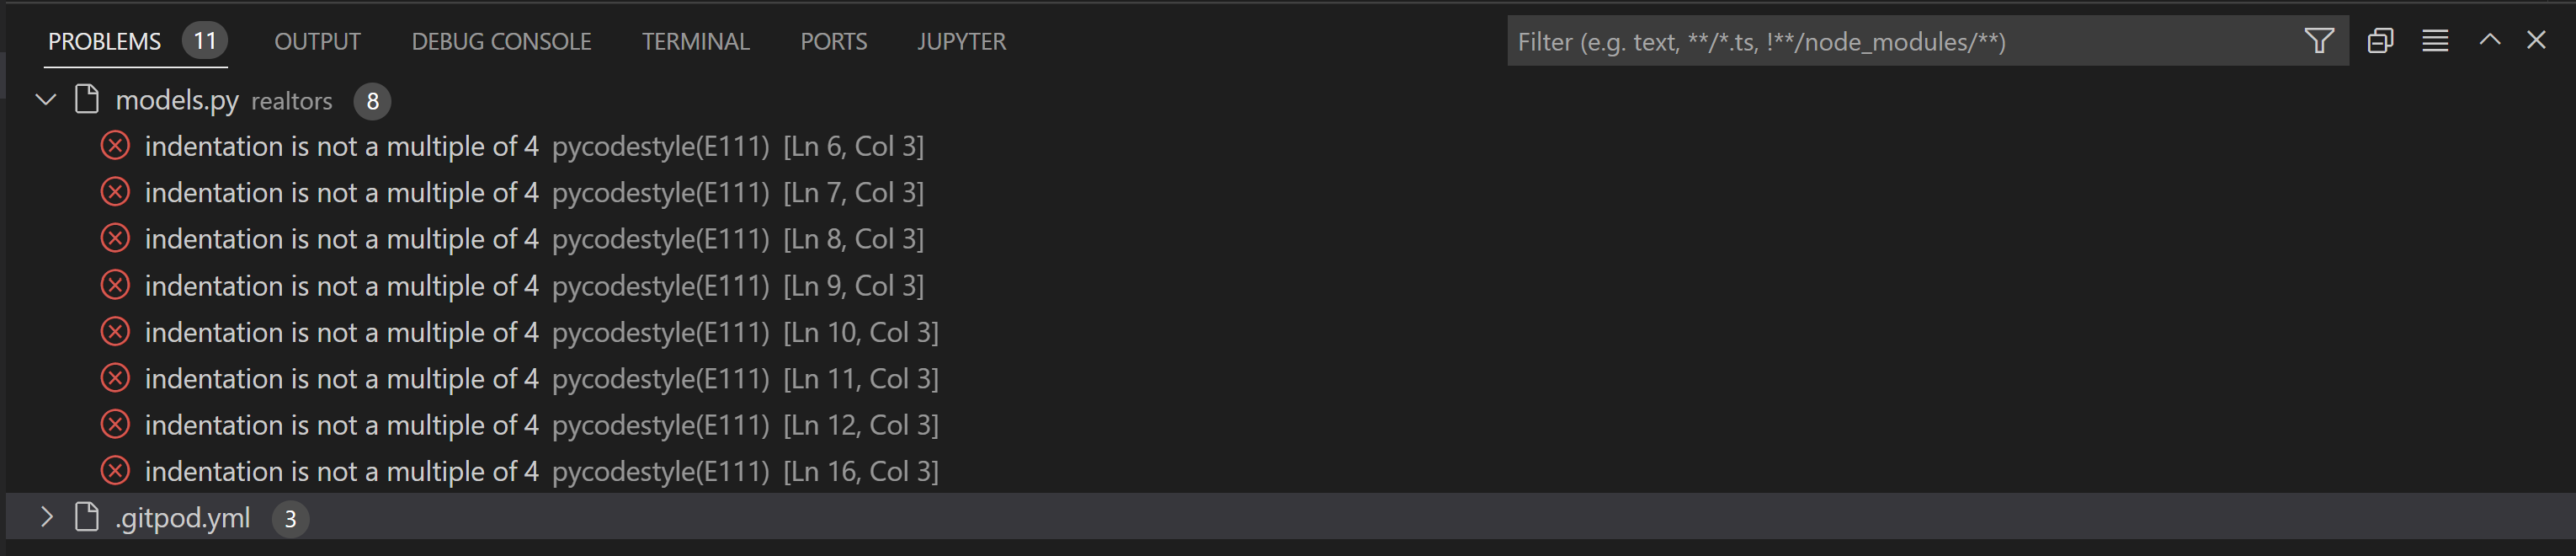 PROBLEMS 11 OUTPUT DEBUG CONSOLE TERMINAL PORTS JUPYTER Filter (e.g. text, **/*.ts, !**/node_modules/**)
models.py realtors 8
indentation is not a multiple of 4 pycodestyle(E111) [Ln 6, Col 3]
indentation is not a multiple of 4 pycodestyle(E111) [Ln 7, Col 3]
indentation is not a multiple of 4 pycodestyle(E111) [Ln 8, Col 3]
indentation is not a multiple of 4 pycodestyle(E111) [Ln 9, Col 3]
indentation is not a multiple of 4 pycodestyle(E111) [Ln 10, Col 3]
indentation is not a multiple of 4 pycodestyle(E111) [Ln 11, Col 3]
indentation is not a multiple of 4 pycodestyle(E111) [Ln 12, Col 3]
indentation is not a multiple of 4 pycodestyle(E111) [Ln 16, Col 3]
.gitpod.yml 3